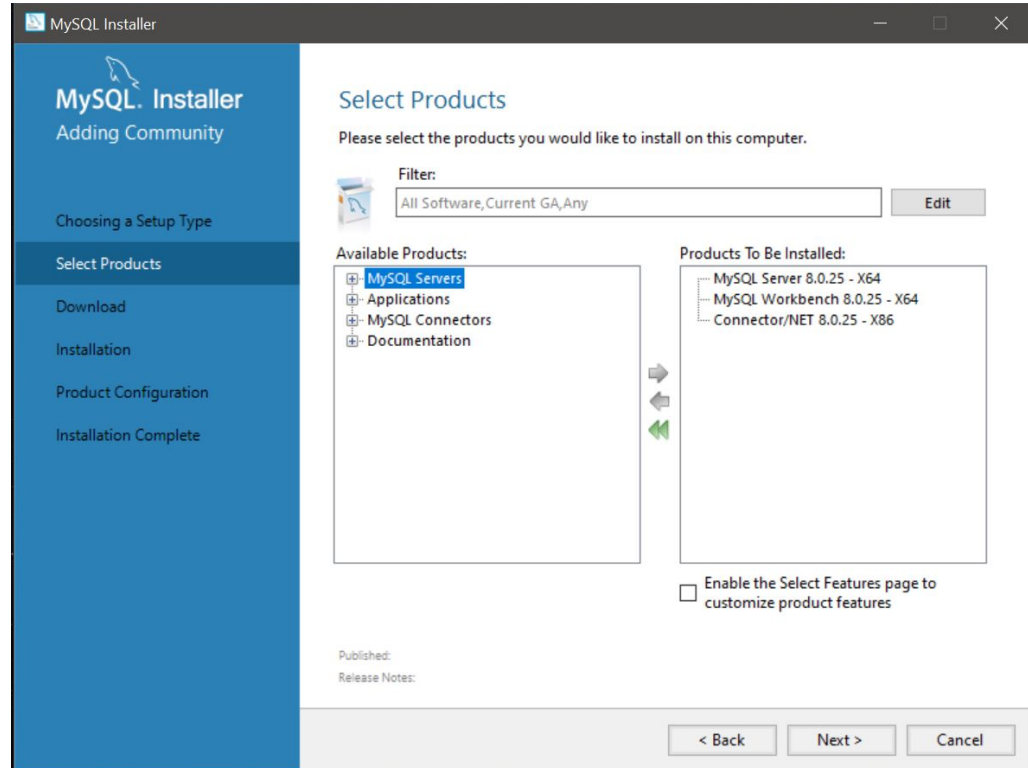 MySQL Installer
MySQL. Installer
Adding Community
Choosing a Setup Type
Select Products
Download
Installation
Product Configuration
Installation Complete
Select Products
Please select the products you would like to install on this computer.
Filter:
All Software,Current GA,Any
Edit
Available Products:
MySQL Servers
Applications
MySQL Connectors
Documentation
Products To Be Installed:
MySQL Server 8.0.25 - X64
MySQL Workbench 8.0.25 - X64
Connector/NET 8.0.25 - X86
Enable the Select Features page to
customize product features
Published:
Release Notes:
< Back
Next >
Cancel